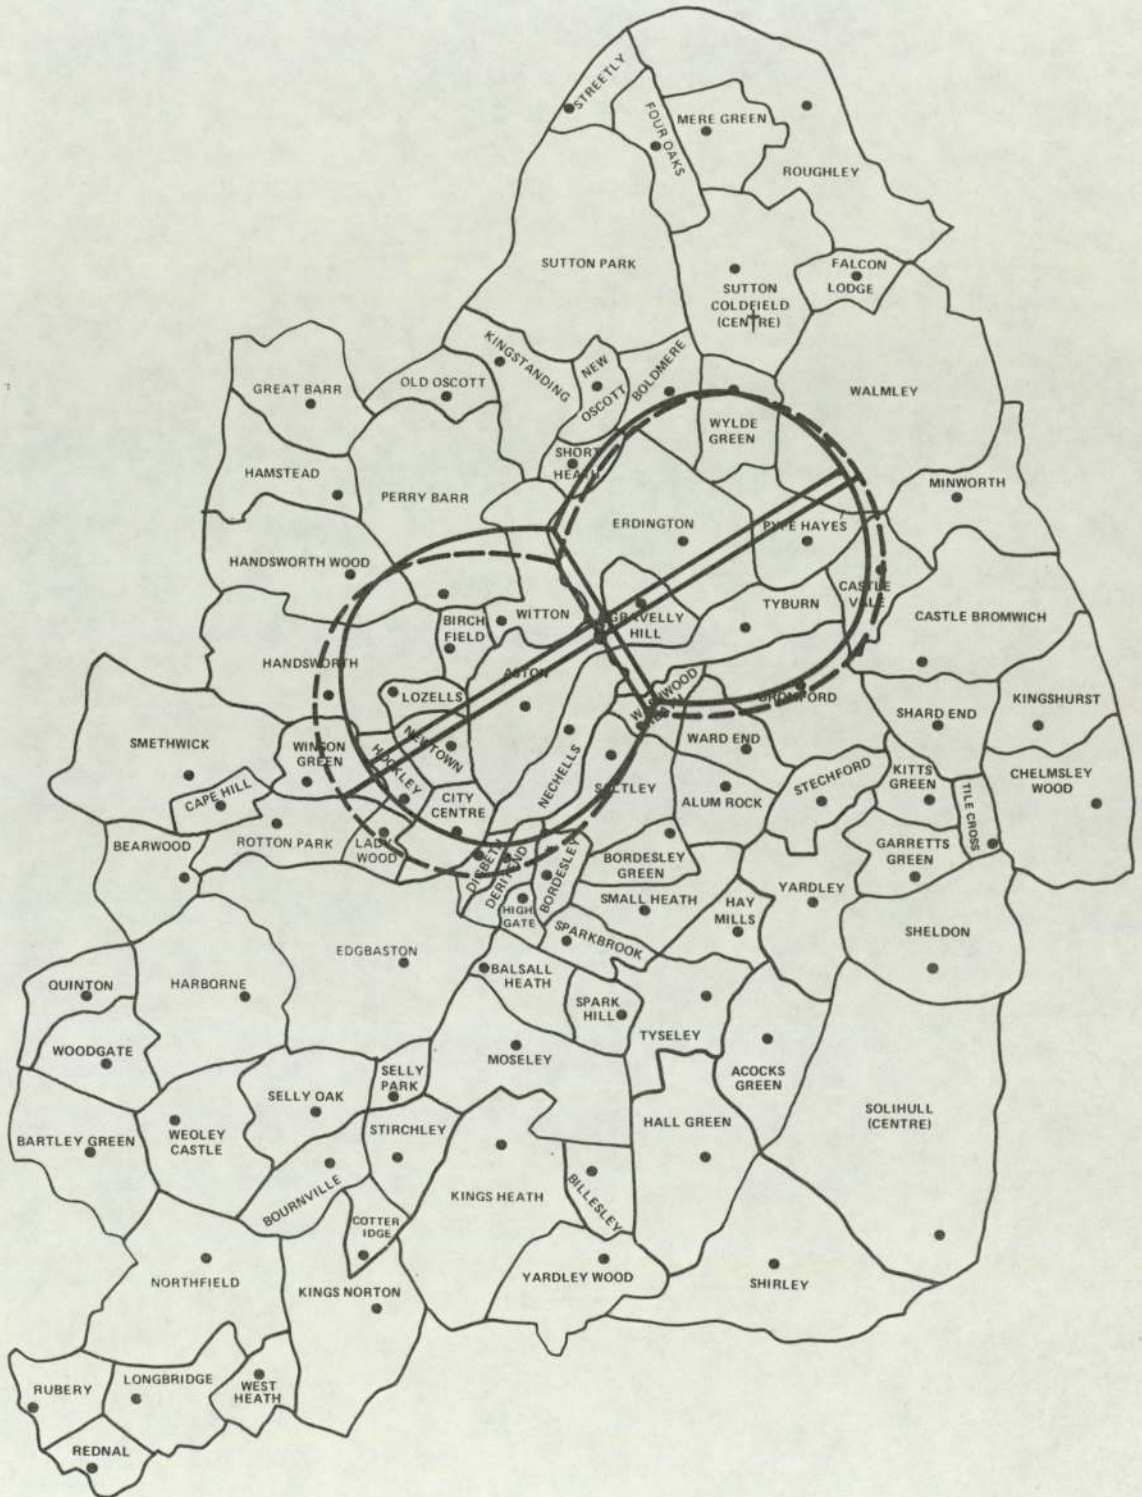 STREETLY
FOUR OAKS
MERE GREEN
ROUGHLEY
SUTTON PARK
FALCON
LODGE
SUTTON
COLDFIELD
(CENTRE)
KINGSTANDING
NEW
OSCOTT
BOLDMERE
GREAT BARR
OLD OSCOTT
WALMLEY
WYLDE
GREEN
SHORT
HEATH
HAMSTEAD
PERRY BARR
MINWORTH
ERDINGTON
PYPE HAYES
HANDSWORTH WOOD
CASTLE
VALE
TYBURN
BIRCH
FIELD
WITTON
GRAVELLY
HILL
CASTLE BROMWICH
HANDSWORTH
ASTON
LOZELLS
WASHWOOD
HEATH
BROMFORD
KINGSHURST
SHARD END
SMETHWICK
WINSON
GREEN
HOCKLEY
NEWTOWN
NECHELLS
WARD END
STECHFORD
KITTS
GREEN
CHELMSLEY
WOOD
CAPE HILL
CITY
CENTRE
SALTLEY
ALUM ROCK
TILE CROSS
BEARWOOD
ROTTON PARK
LADY
WOOD
DIGBETH
DERITEND
BORDESLEY
BORDESLEY
GREEN
GARRETTS
GREEN
YARDLEY
SMALL HEATH
HAY
MILLS
HIGH
GATE
SPARKBROOK
SHELDON
EDGBASTON
BALSALL
HEATH
QUINTON
HARBORNE
SPARK
HILL
TYSELEY
WOODGATE
MOSELEY
SELLY
PARK
ACOCKS
GREEN
SELLY OAK
SOLIHULL
(CENTRE)
BARTLEY GREEN
WEOLEY
CASTLE
STIRCHLEY
HALL GREEN
BOURNVILLE
KINGS HEATH
BILLESLEY
COTTER
IDGE
NORTHFIELD
KINGS NORTON
YARDLEY WOOD
SHIRLEY
RUBERY
LONGBRIDGE
WEST
HEATH
REDNAL